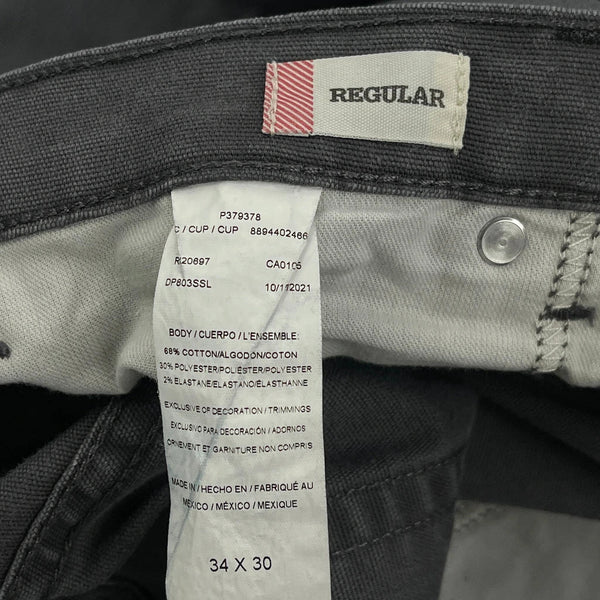 REGULAR
P379378
C / CUP / CUP 8894402466
RI20697 CA0105
DP803SSL 10/11/2021
BODY / CUERPO / L'ENSEMBLE:
68% COTTON/ALGODON/COTON
30% POLYESTER/POLIESTER/POLYESTER
2% ELASTANE/ELASTANO/ELASTHANNE
EXCLUSIVE OF DECORATION / TRIMMINGS
EXCLUSIVO PARA DECORACIÓN / ADORNOS
ORNEMENT ET GARNITURE NON COMPRIS
MADE IN / HECHO EN / FABRIQUÉ AU
MEXICO / MÉXICO / MEXIQUE
34 X 30